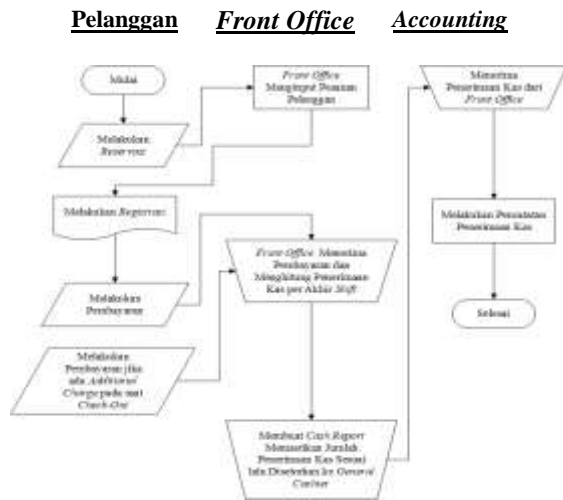 Pelanggan
Front Office
Accounting
Mulai
Melakukan
Reservasi
Front Office
Menginput Pesanan
Pelanggan
Menerima
Penerimaan Kas dari
Front Office
Melakukan Registrasi
Melakukan Pencatatan
Penerimaan Kas
Front Office Menerima
Pembayaran dan
Menghitung Penerimaan
Kas per Akhir Shift
Melakukan
Pembayaran
Selesai
Melakukan
Pembayaran jika
ada Additional
Charge pada saat
Check-Out
Membuat Cash Report
Memastikan Jumlah
Penerimaan Kas Sesuai
lalu Disetorkan ke General
Cashier